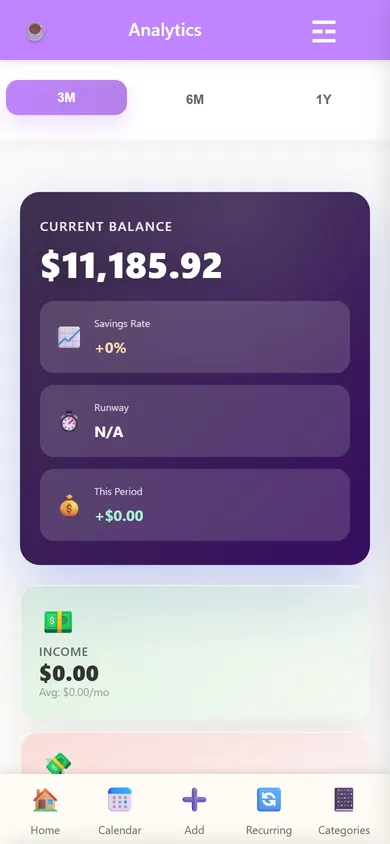 Analytics
3M
6M
1Y
CURRENT BALANCE
$11,185.92
Savings Rate
+0%
Runway
N/A
This Period
+$0.00
INCOME
$0.00
Avg: $0.00/mo
Home
Calendar
Add
Recurring
Categories